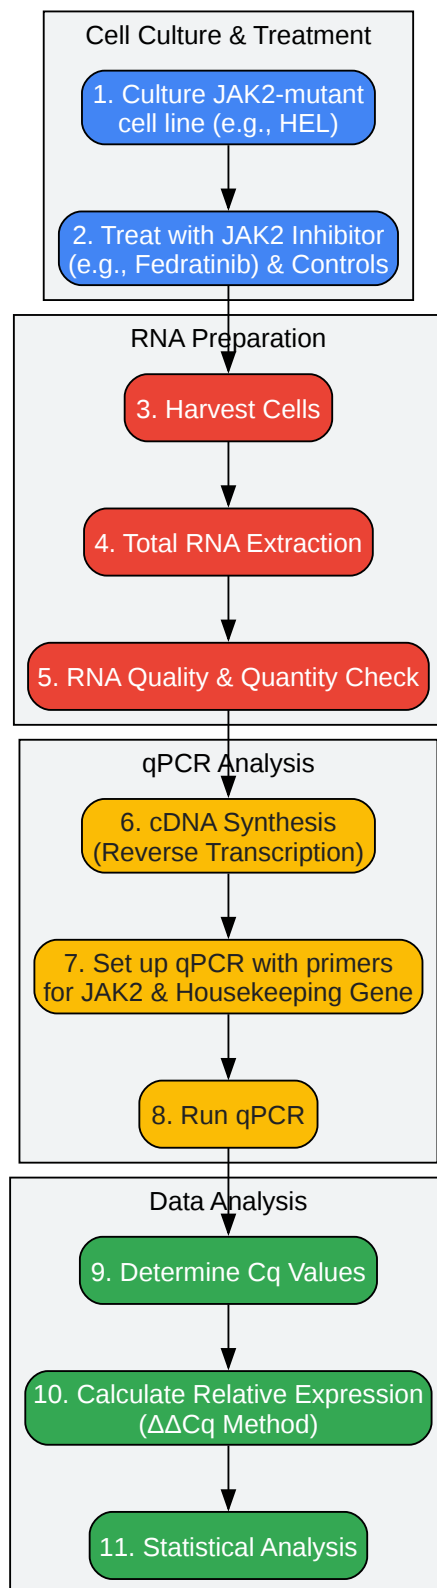 Cell Culture & Treatment
1. Culture JAK2-mutant
cell line (e.g., HEL)
2. Treat with JAK2 Inhibitor
(e.g., Fedratinib) & Controls
RNA Preparation
3. Harvest Cells
4. Total RNA Extraction
5. RNA Quality & Quantity Check
qPCR Analysis
6. cDNA Synthesis
(Reverse Transcription)
7. Set up qPCR with primers
for JAK2 & Housekeeping Gene
8. Run qPCR
Data Analysis
9. Determine Cq Values
10. Calculate Relative Expression
(ΔΔCq Method)
11. Statistical Analysis